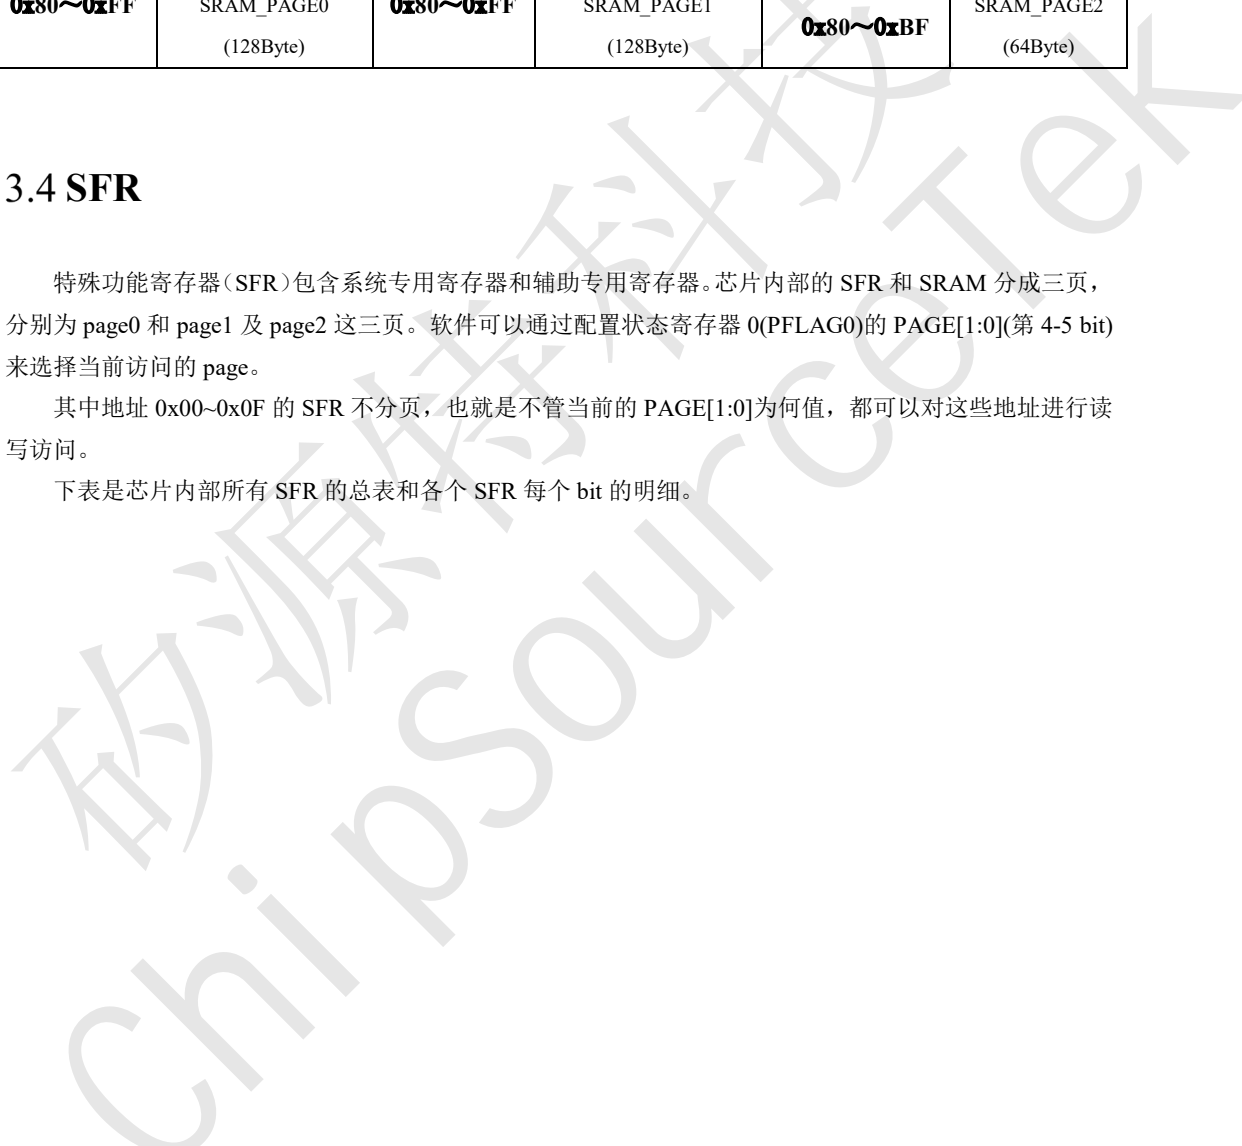 0x80～0xFF SRAM_PAGE0 0x80～0xFF SRAM_PAGE1 SRAM_PAGE2
0x80～0xBF
(128Byte) (128Byte) (64Byte)
3.4 SFR
特殊功能寄存器（SFR）包含系统专用寄存器和辅助专用寄存器。芯片内部的 SFR 和 SRAM 分成三页，
分别为 page0 和 page1 及 page2 这三页。软件可以通过配置状态寄存器 0(PFLAG0)的 PAGE[1:0](第 4-5 bit)
来选择当前访问的 page。
其中地址 0x00~0x0F 的 SFR 不分页，也就是不管当前的 PAGE[1:0]为何值，都可以对这些地址进行读
写访问。
下表是芯片内部所有 SFR 的总表和各个 SFR 每个 bit 的明细。
矽源特科技
ChipSourceTek